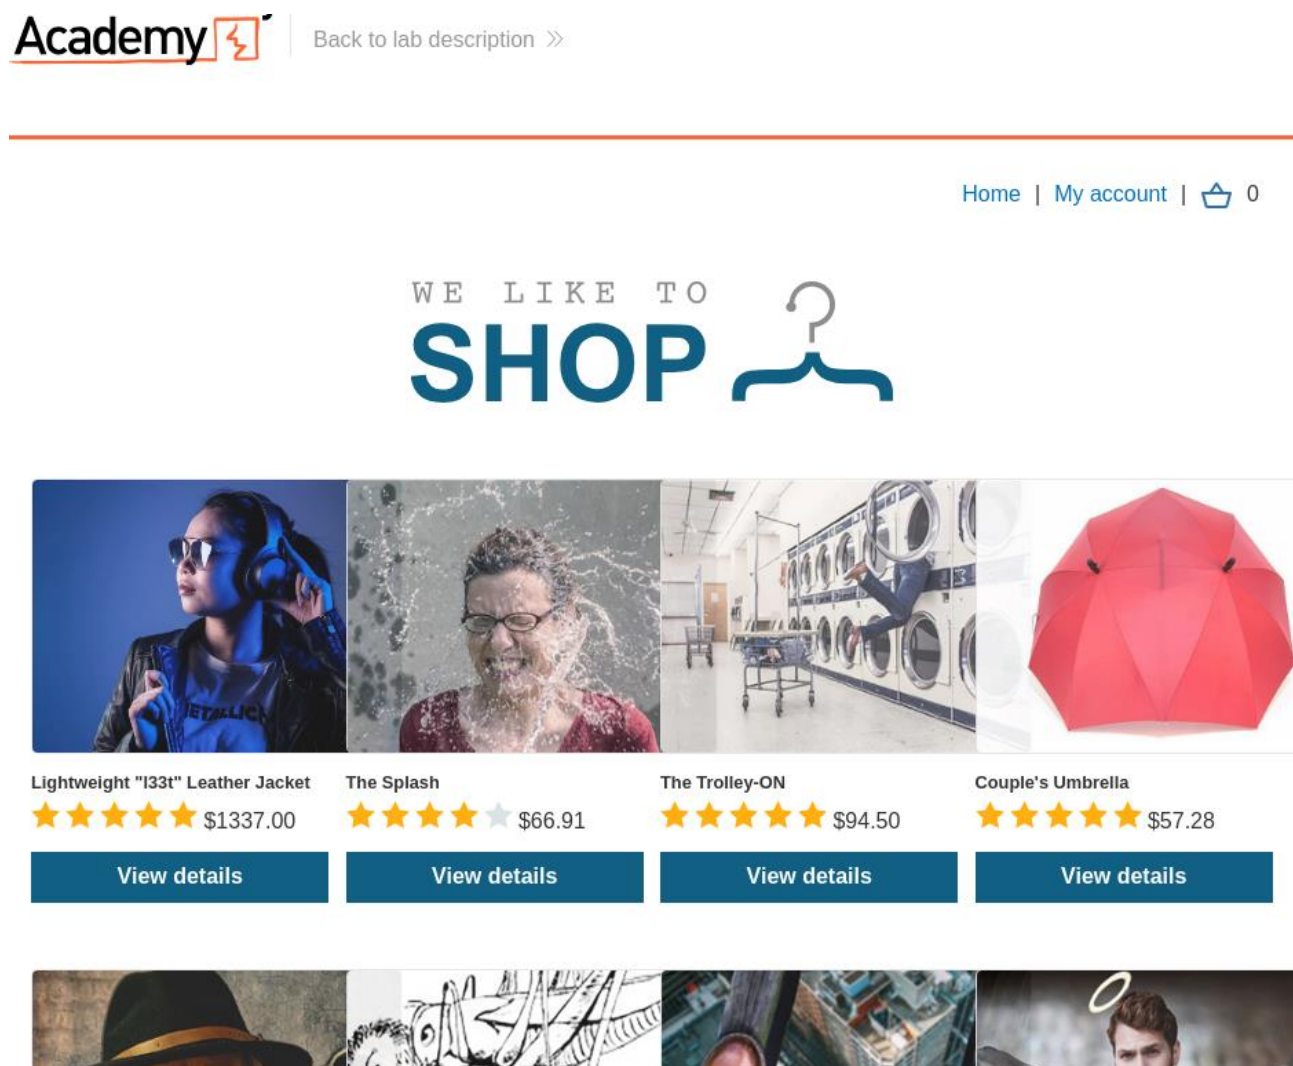 Academy
Back to lab description
Home | My account | 0
WE LIKE TO
SHOP
METALLICA
Lightweight "l33t" Leather Jacket
The Splash
The Trolley-ON
Couple's Umbrella
$1337.00
$66.91
$94.50
$57.28
View details
View details
View details
View details